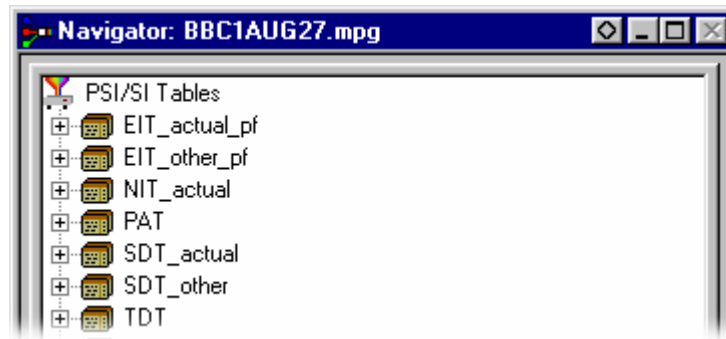 Navigator: BBC1AUG27.mpg
PSI/SI Tables
EIT_actual_pf
EIT_other_pf
NIT_actual
PAT
SDT_actual
SDT_other
TDT